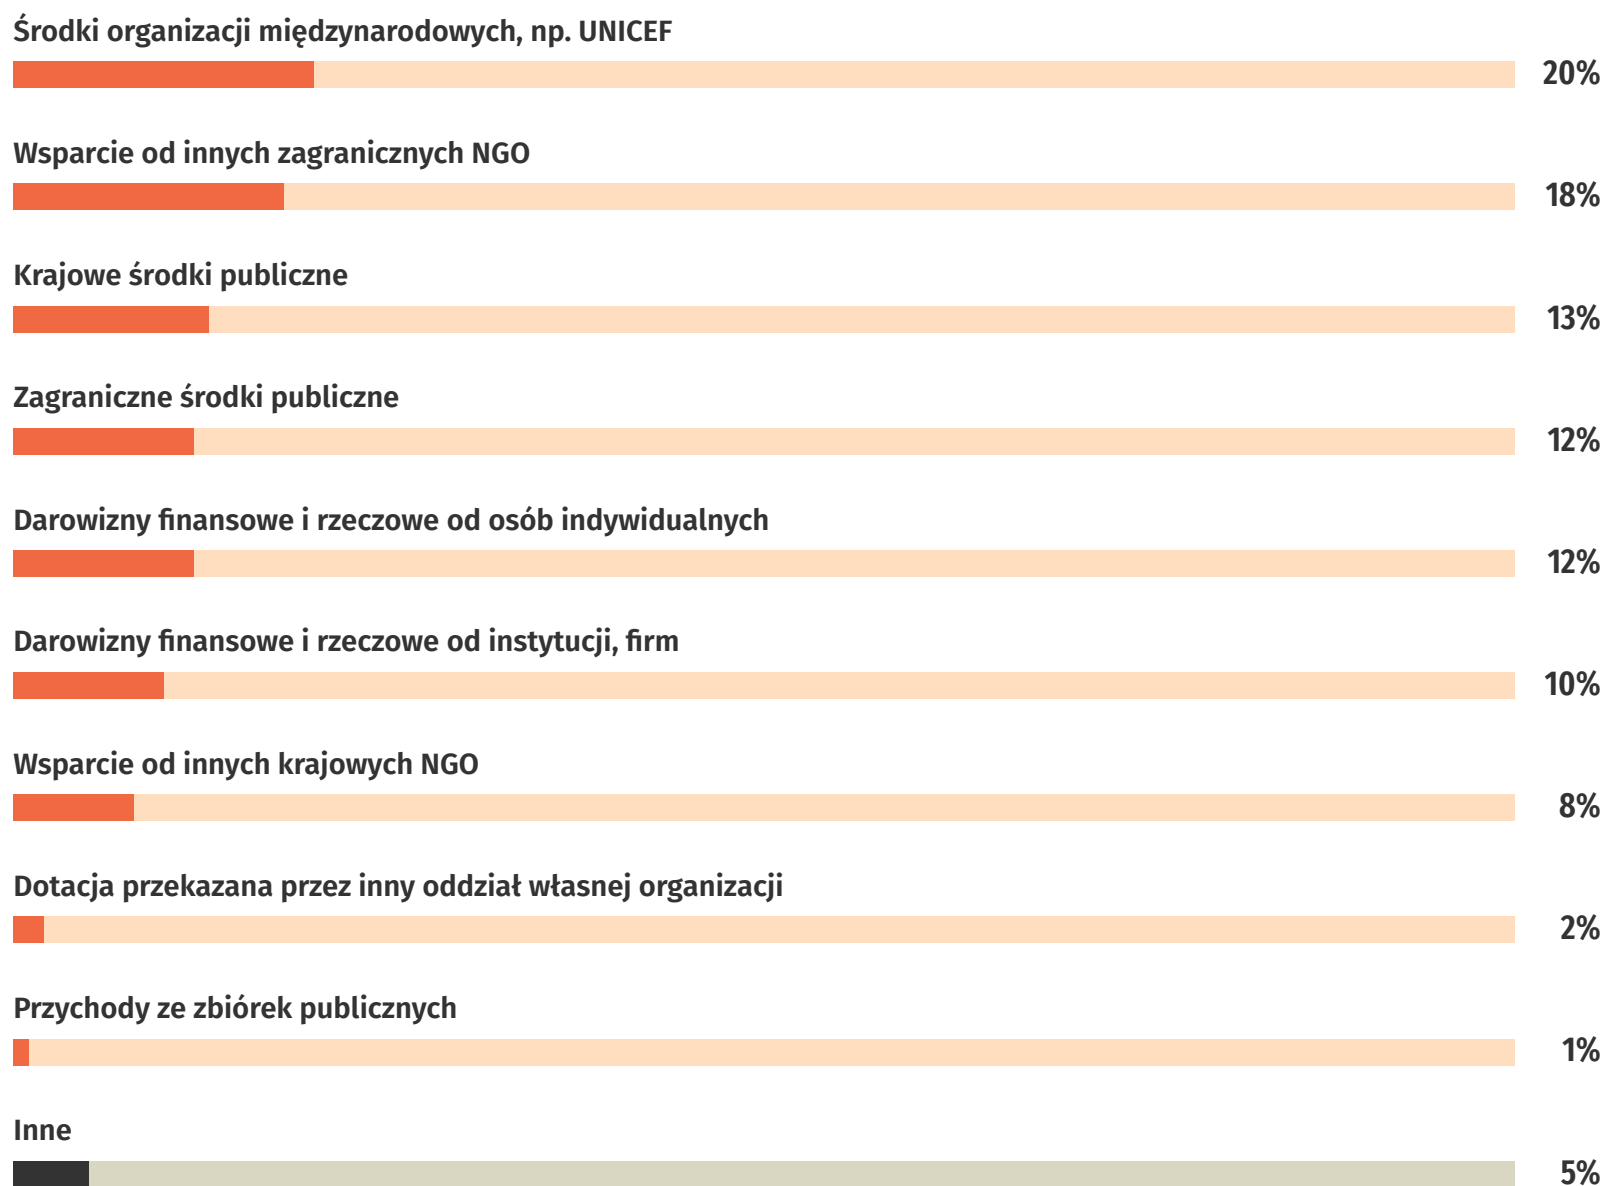 Środki organizacji międzynarodowych, np. UNICEF
20%
Wsparcie od innych zagranicznych NGO
18%
Krajowe środki publiczne
13%
Zagraniczne środki publiczne
12%
Darowizny finansowe i rzeczowe od osób indywidualnych
12%
Darowizny finansowe i rzeczowe od instytucji, firm
10%
Wsparcie od innych krajowych NGO
8%
Dotacja przekazana przez inny oddział własnej organizacji
2%
Przychody ze zbiórek publicznych
1%
Inne
5%